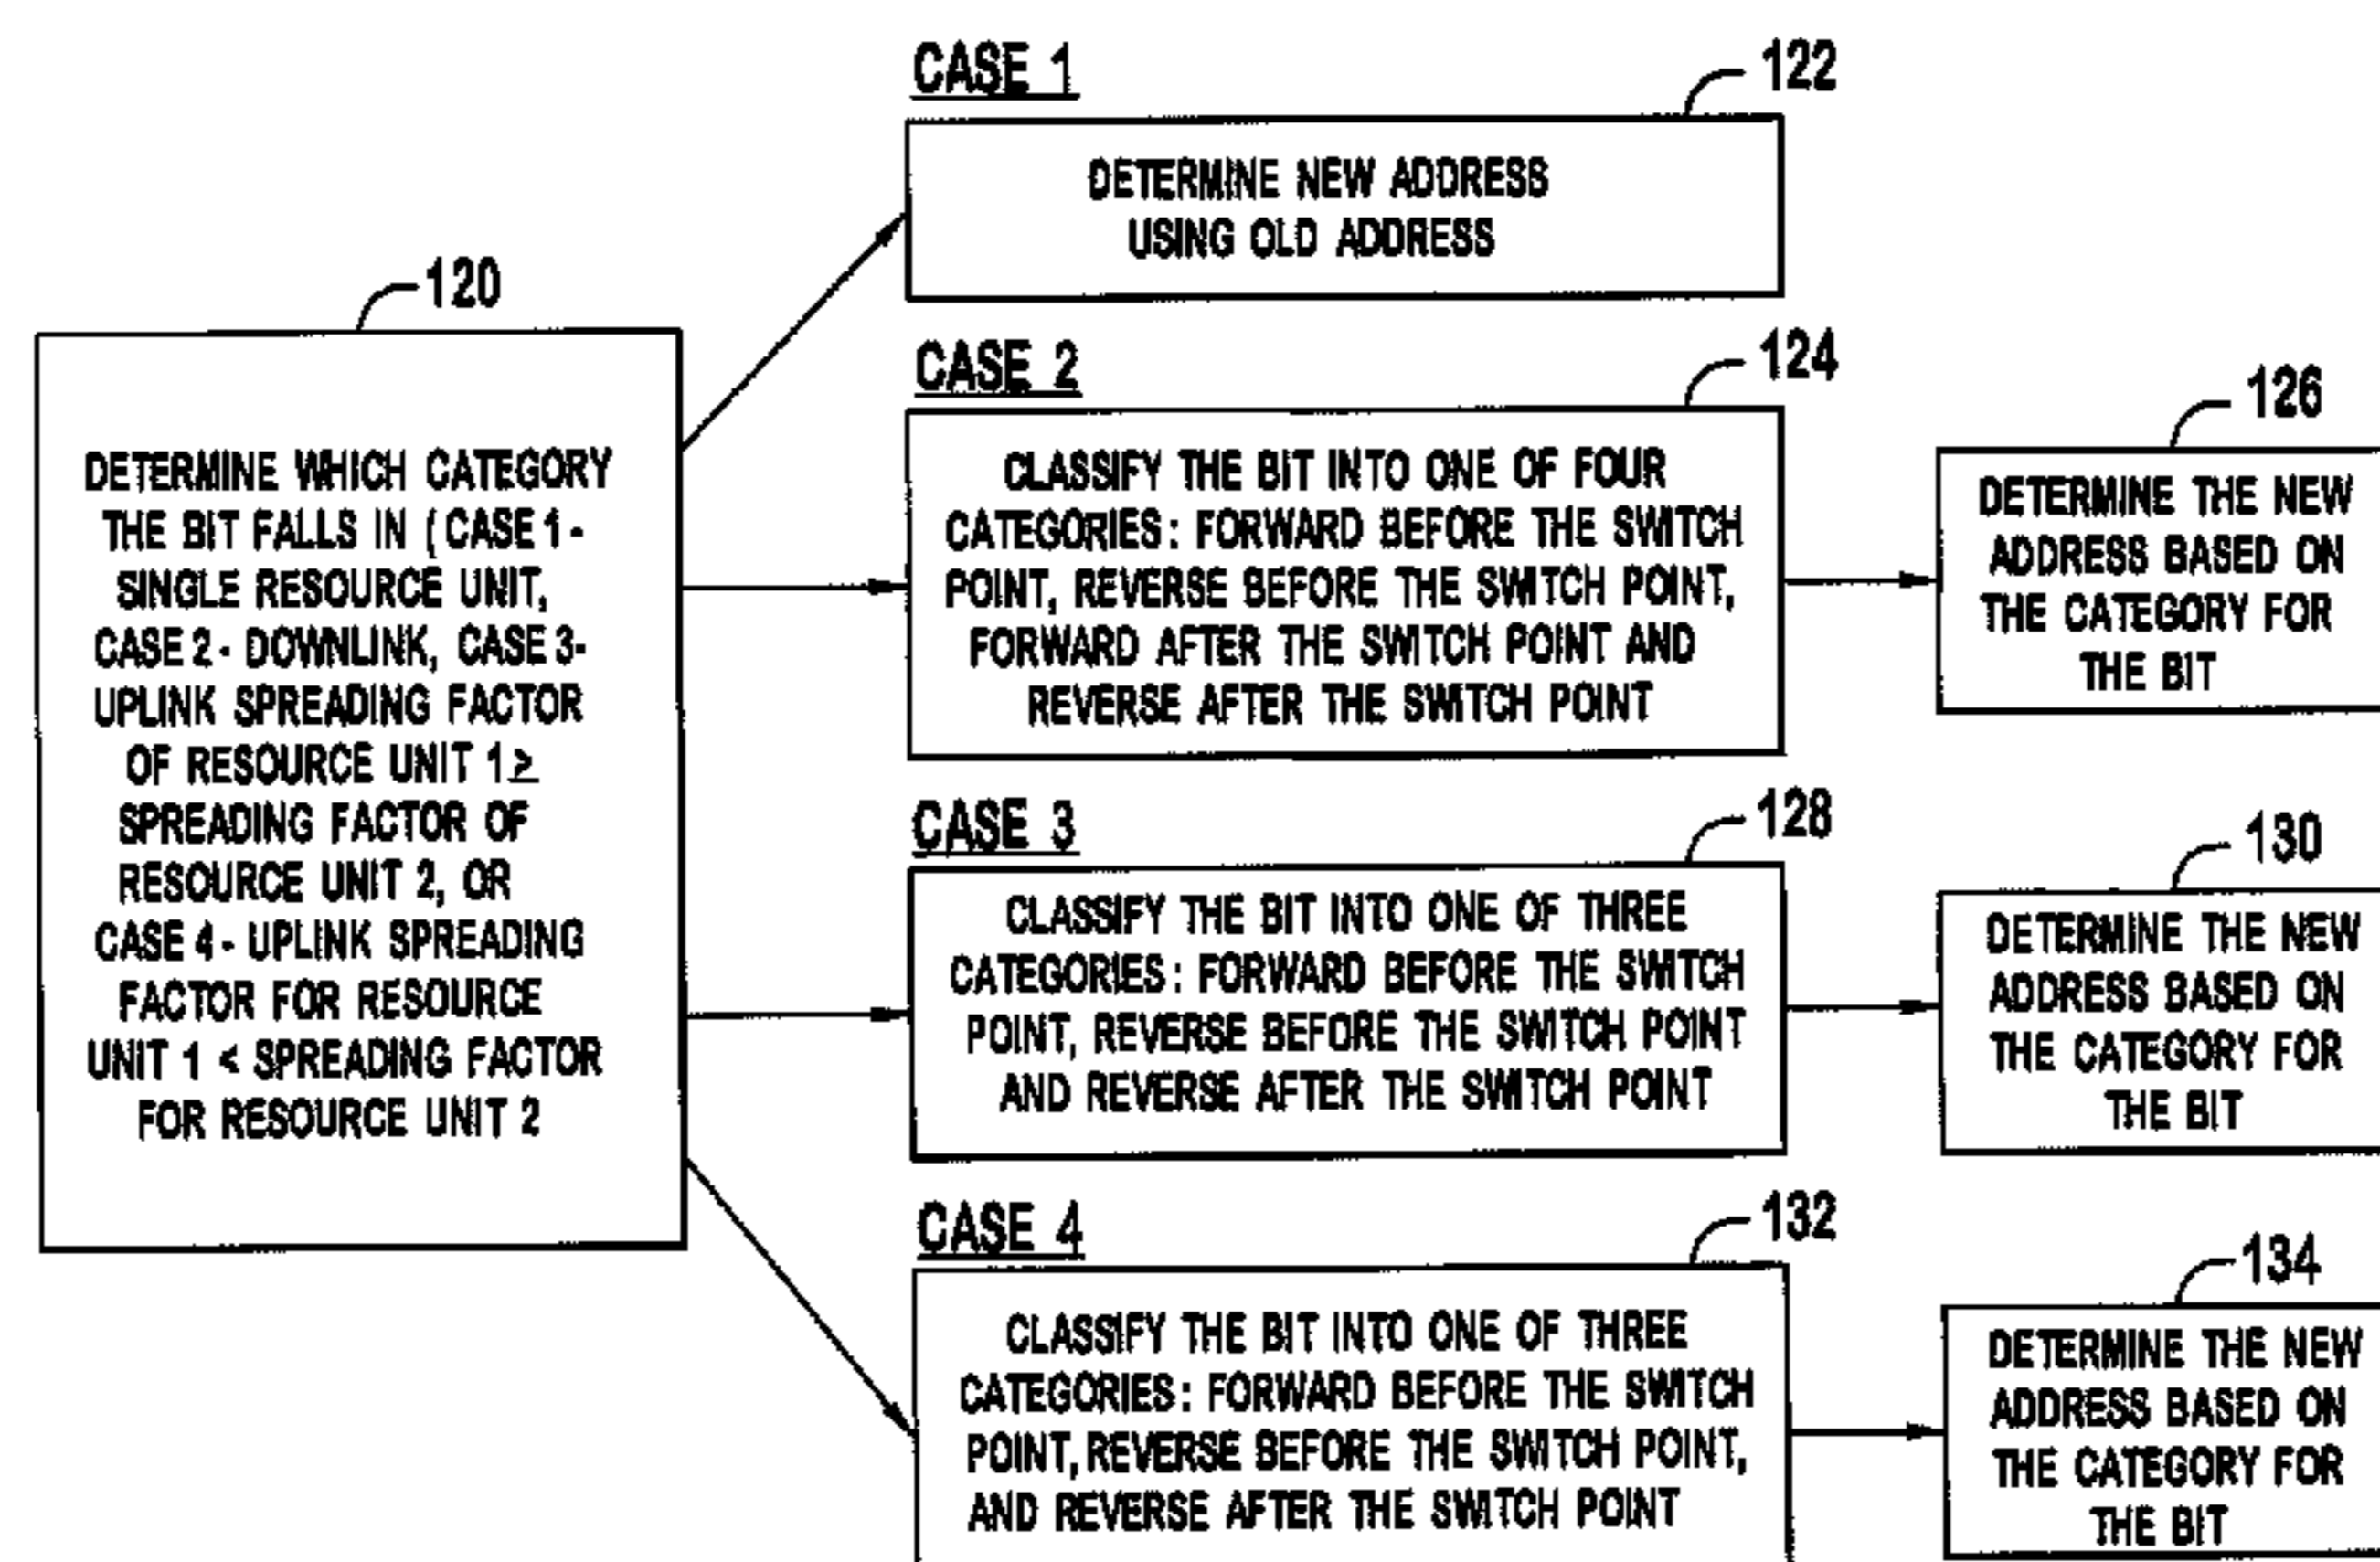 120
DETERMINE WHICH CATEGORY
THE BIT FALLS IN (CASE 1-
SINGLE RESOURCE UNIT,
CASE 2- DOWNLINK, CASE 3-
UPLINK SPREADING FACTOR
OF RESOURCE UNIT 1 ≥
SPREADING FACTOR OF
RESOURCE UNIT 2, OR
CASE 4- UPLINK SPREADING
FACTOR FOR RESOURCE
UNIT 1 < SPREADING FACTOR
FOR RESOURCE UNIT 2
CASE 1
122
DETERMINE NEW ADDRESS
USING OLD ADDRESS
CASE 2
124
CLASSIFY THE BIT INTO ONE OF FOUR
CATEGORIES: FORWARD BEFORE THE SWITCH
POINT, REVERSE BEFORE THE SWITCH POINT,
FORWARD AFTER THE SWITCH POINT AND
REVERSE AFTER THE SWITCH POINT
126
DETERMINE THE NEW
ADDRESS BASED ON
THE CATEGORY FOR
THE BIT
CASE 3
128
CLASSIFY THE BIT INTO ONE OF THREE
CATEGORIES: FORWARD BEFORE THE SWITCH
POINT, REVERSE BEFORE THE SWITCH POINT
AND REVERSE AFTER THE SWITCH POINT
130
DETERMINE THE NEW
ADDRESS BASED ON
THE CATEGORY FOR
THE BIT
CASE 4
132
CLASSIFY THE BIT INTO ONE OF THREE
CATEGORIES: FORWARD BEFORE THE SWITCH
POINT, REVERSE BEFORE THE SWITCH POINT,
AND REVERSE AFTER THE SWITCH POINT
134
DETERMINE THE NEW
ADDRESS BASED ON
THE CATEGORY FOR
THE BIT